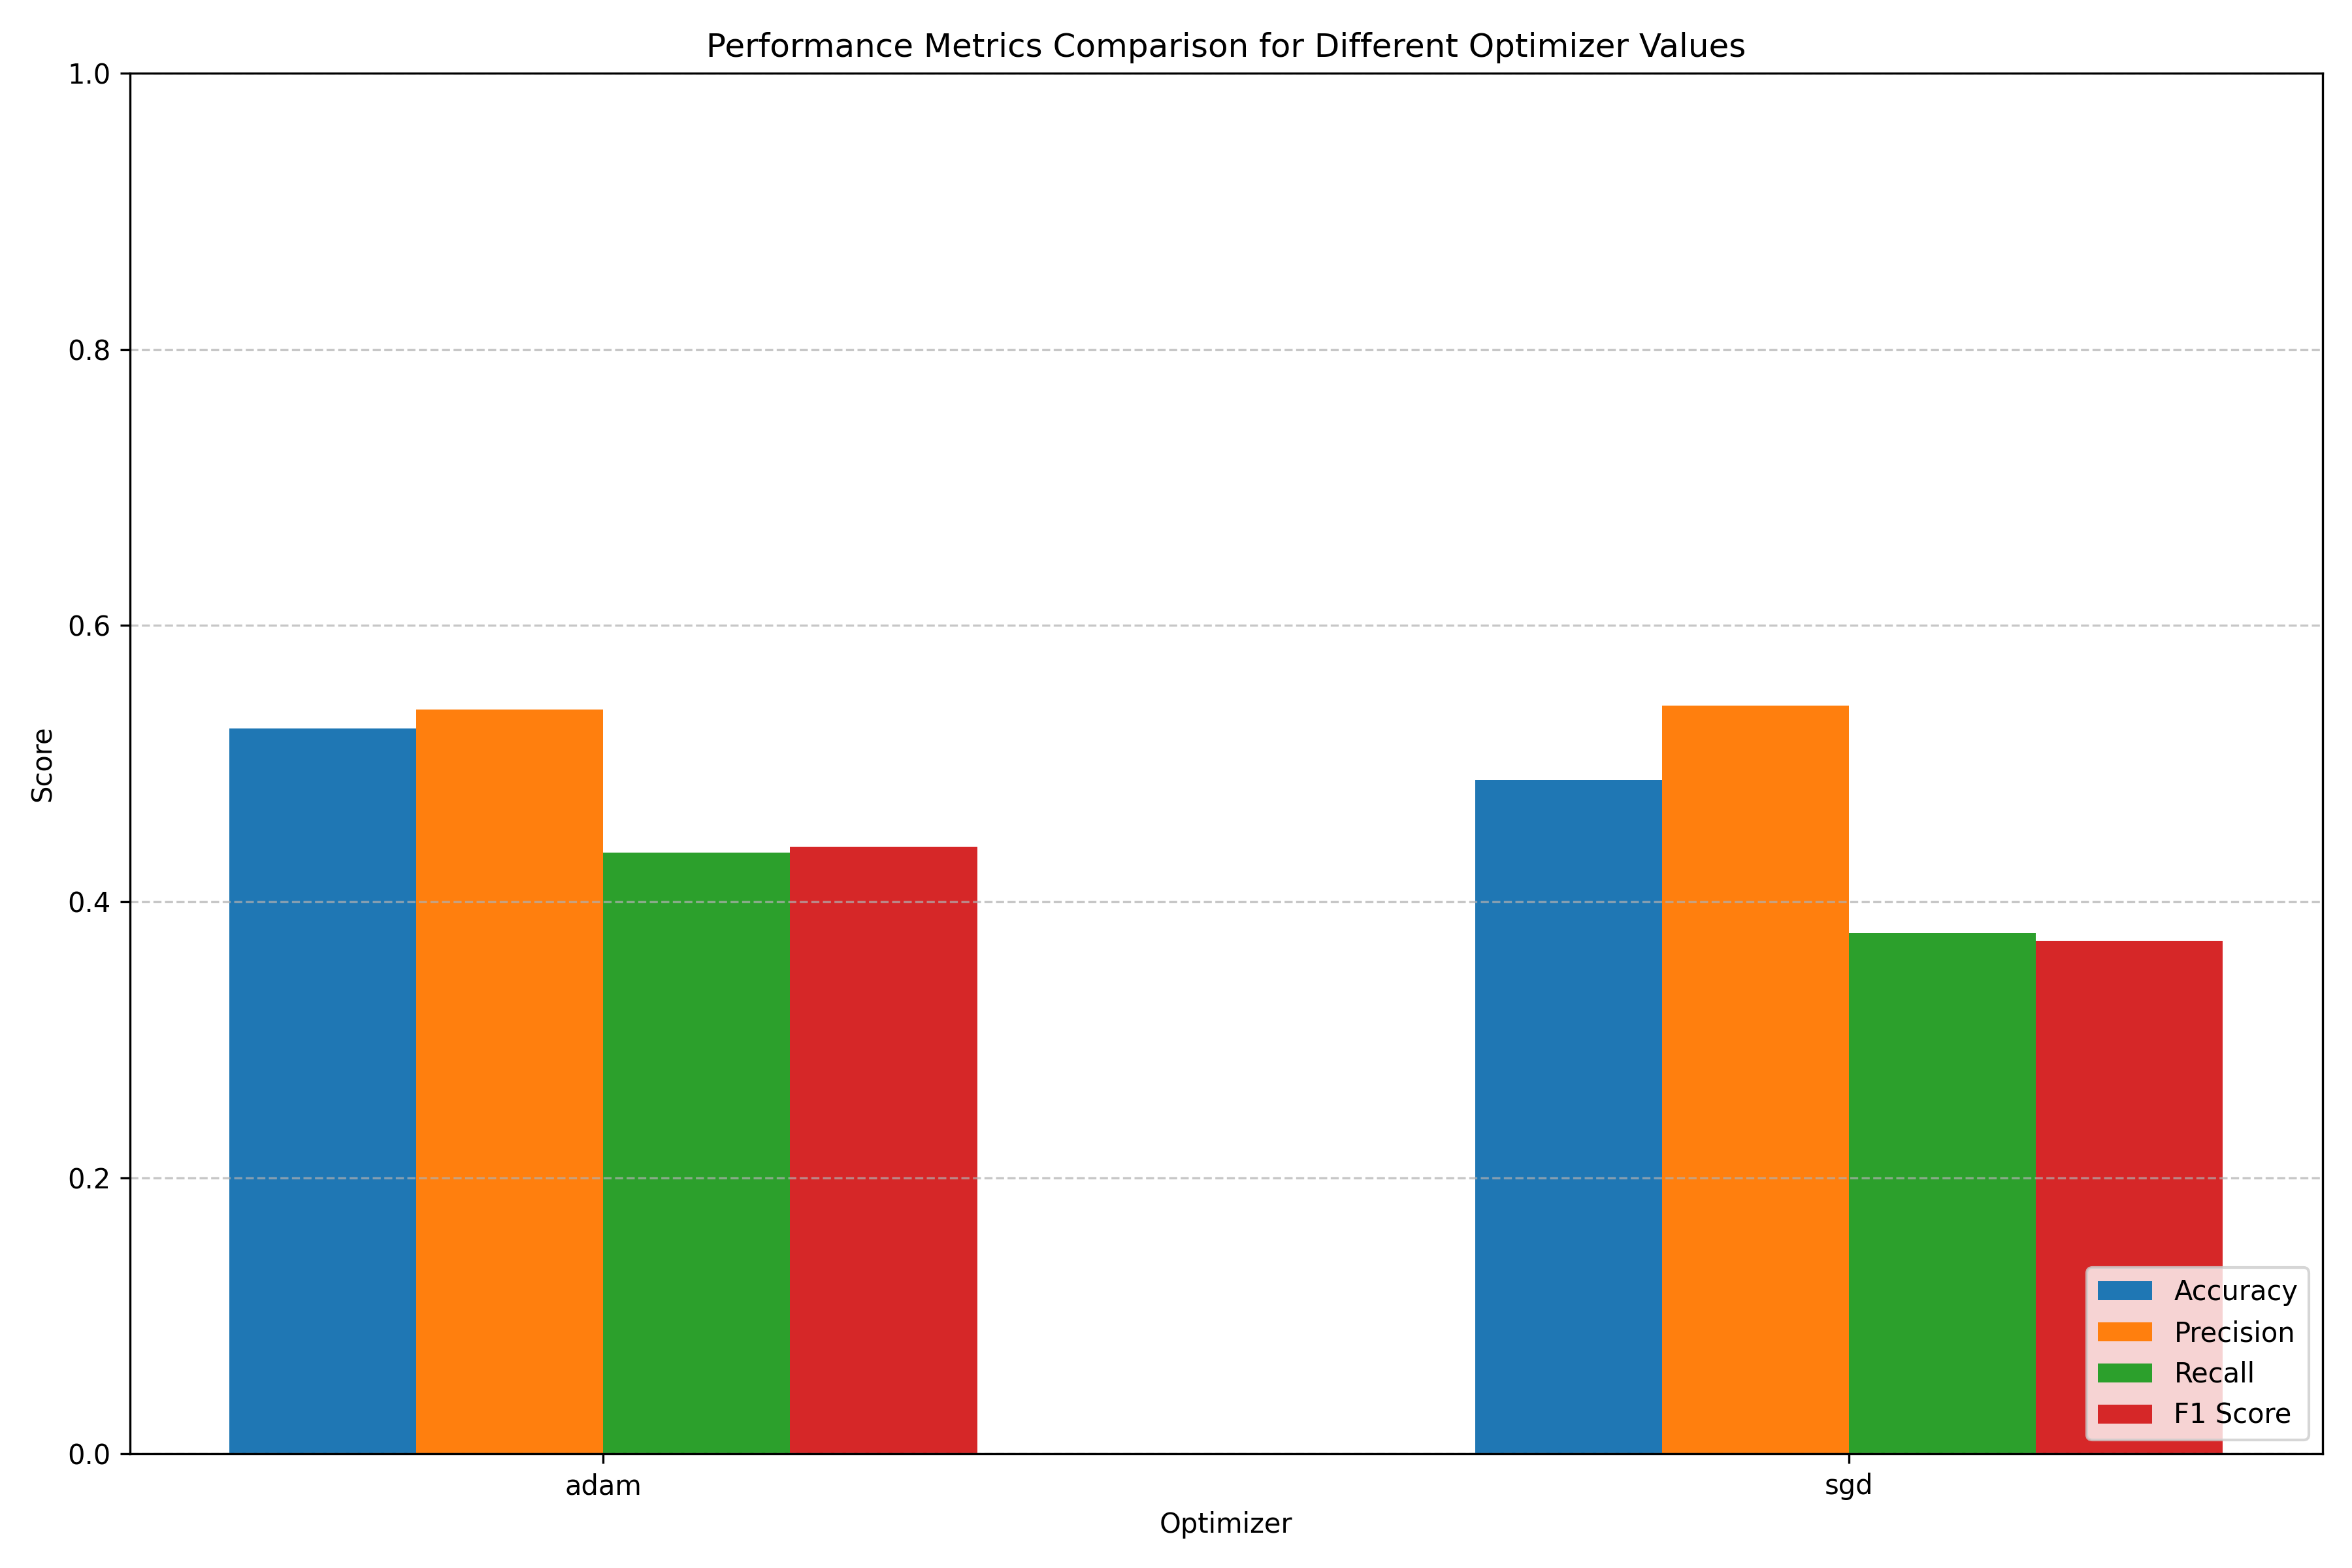 Performance Metrics Comparison for Different Optimizer Values
1.0
0.8
0.6
0.4
0.2
0.0
Score
adam
sgd
Optimizer
Accuracy
Precision
Recall
F1 Score